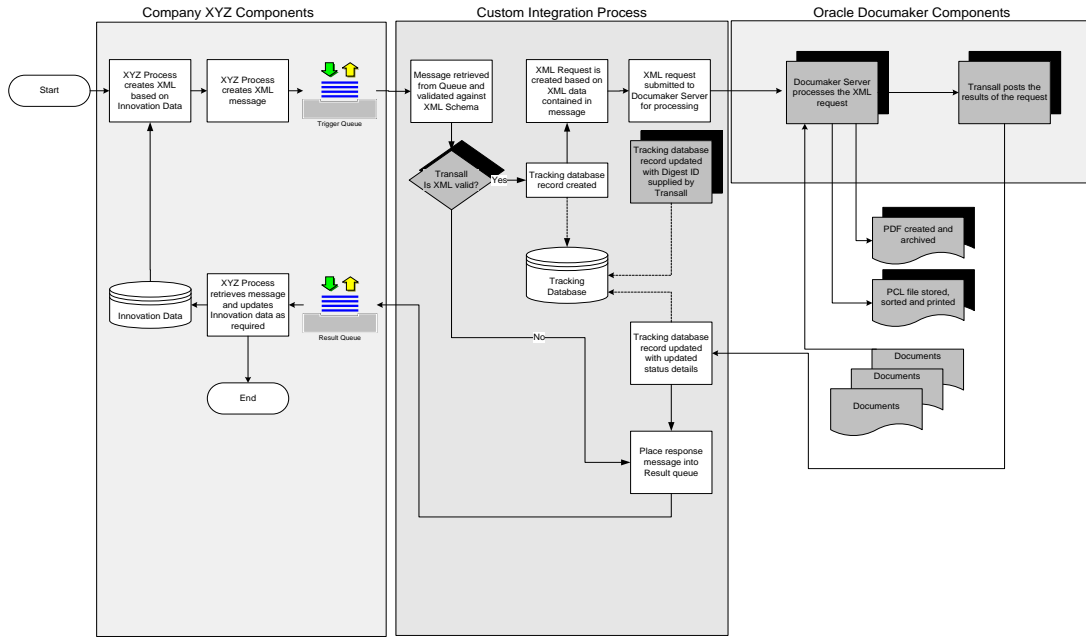 Company XYZ Components
Custom Integration Process
Oracle Documaker Components
Start
XYZ Process
creates XML
based on
Innovation Data
XYZ Process
creates XML
message
Trigger Queue
Message retrieved
from Queue and
validated against
XML Schema
XML Request is
created based on
XML data
contained in
message
XML request
submitted to
Documaker Server
for processing
Documaker Server
processes the XML
request
Transall posts the
results of the request
Transall
Is XML valid?
Yes
Tracking database
record created
Tracking database
record updated
with Digest ID
supplied by
Transall
PDF created and
archived
Tracking
Database
PCL file stored,
sorted and printed
Innovation Data
XYZ Process
retrieves message
and updates
Innovation data as
required
Result Queue
No
Tracking database
record updated
with updated
status details
Documents
Documents
Documents
End
Place response
message into
Result queue